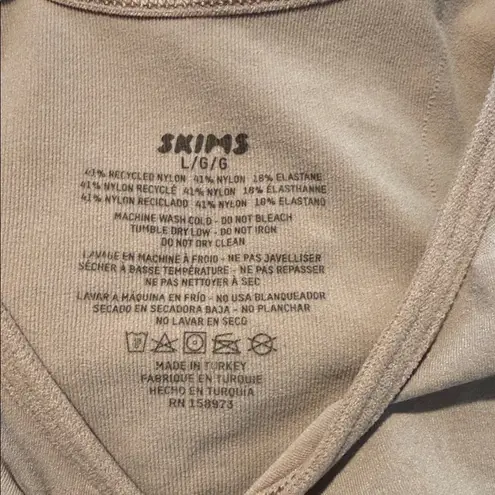 SKIMS
L/G/G
41% RECYCLED NYLON 41% NYLON 18% ELASTANE
41% NYLON RECYCLÉ 41% NYLON 18% ÉLASTHANNE
41% NYLON RECICLADO 41% NYLON 18% ELASTANO
MACHINE WASH COLD - DO NOT BLEACH
TUMBLE DRY LOW - DO NOT IRON
DO NOT DRY CLEAN
LAVAGE EN MACHINE À FROID - NE PAS JAVELLISER
SÉCHER À BASSE TEMPÉRATURE - NE PAS REPASSER
NE PAS NETTOYER À SEC
LAVAR A MÁQUINA EN FRÍO - NO USA BLANQUEADOR
SECADO EN SECADORA BAJA - NO PLANCHAR
NO LAVAR EN SECO
MADE IN TURKEY
FABRIQUÉ EN TURQUIE
HECHO EN TURQUÍA
RN 158973